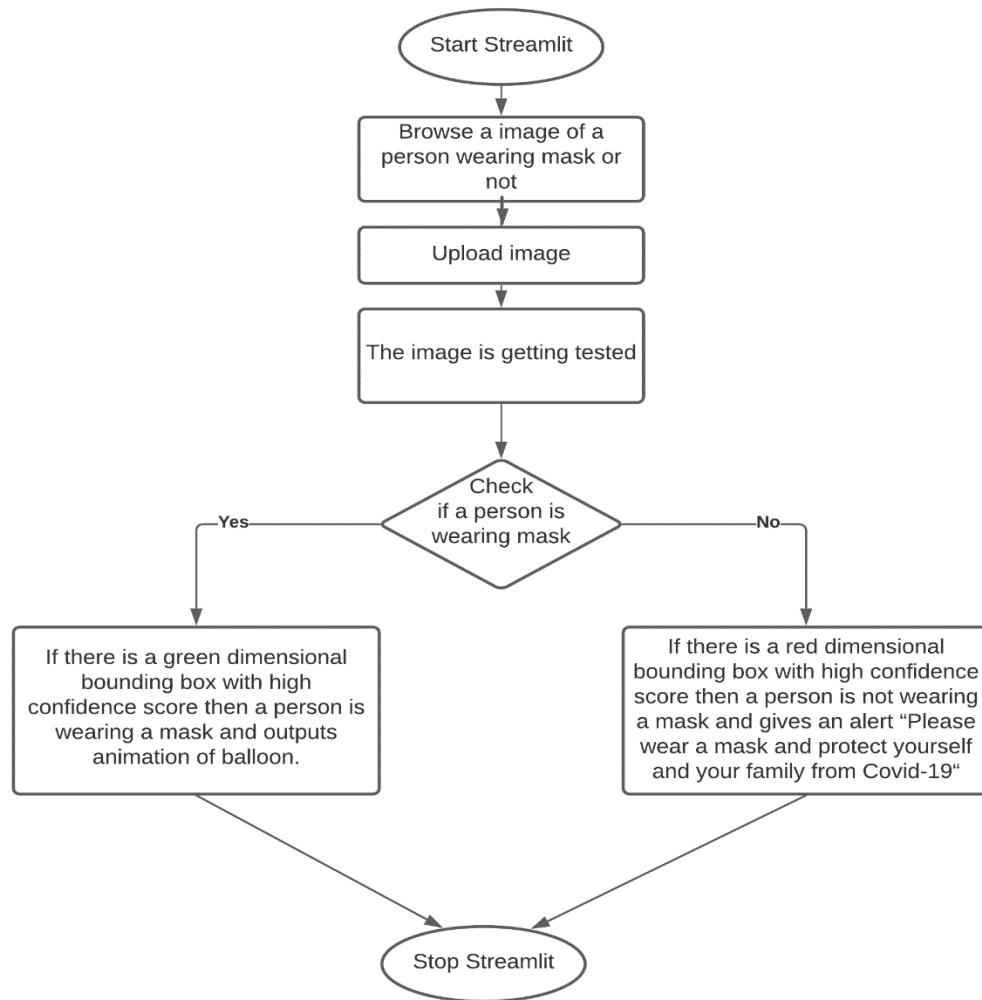 Start Streamlit
Browse a image of a
person wearing mask or
not
Upload image
The image is getting tested
Check
if a person is
wearing mask
Yes
No
If there is a green dimensional
bounding box with high
confidence score then a person is
wearing a mask and outputs
animation of balloon.
If there is a red dimensional
bounding box with high confidence
score then a person is not wearing
a mask and gives an alert “Please
wear a mask and protect yourself
and your family from Covid-19“
Stop Streamlit